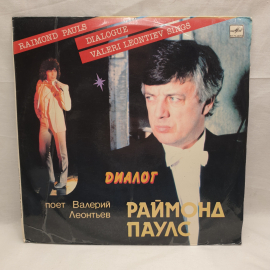 RAIMOND PAULS
DIALOGUE
VALERI LEONTIEV SINGS
ДИАЛОГ
поет Валерий
Леонтьев
РАЙМОНД
ПАУЛС